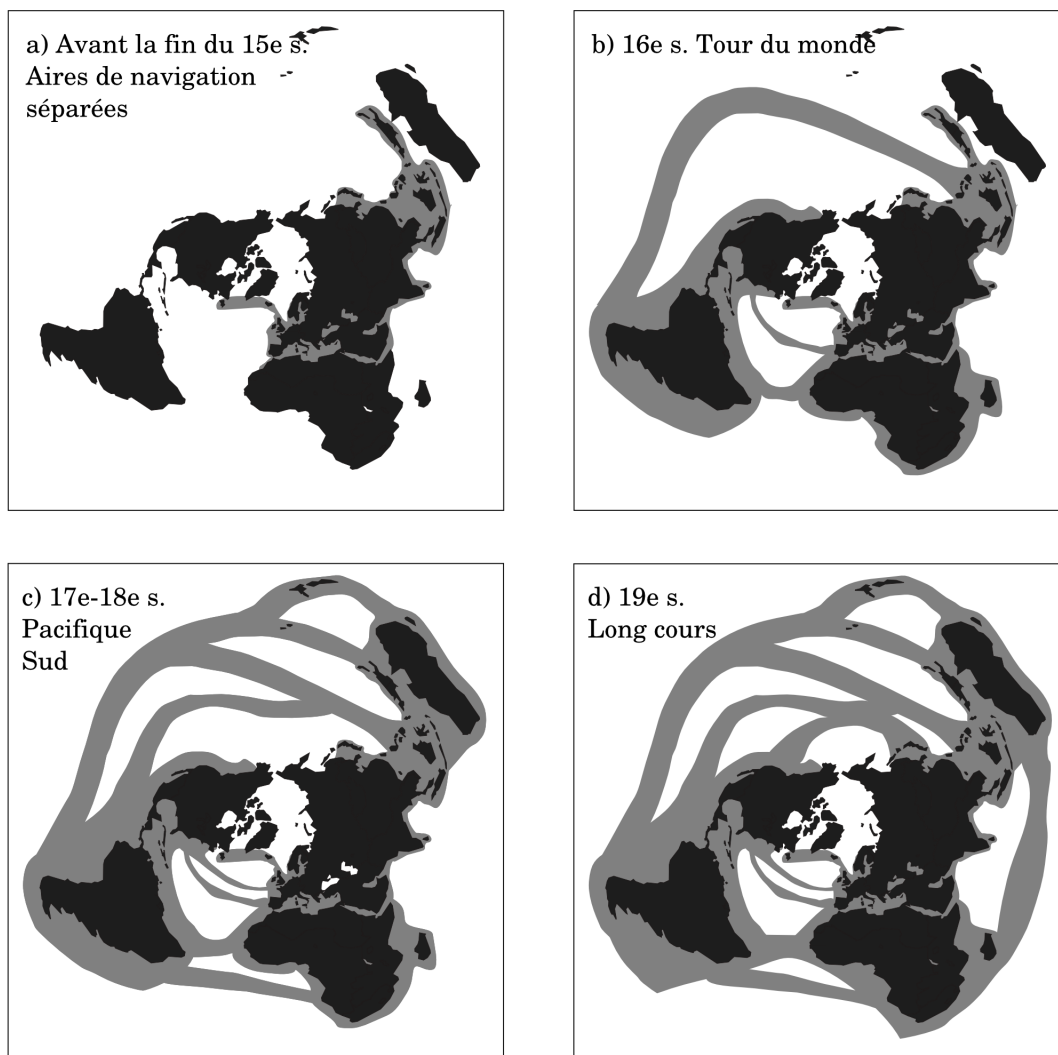 a) Avant la fin du 15e s.
Aires de navigation
séparées
b) 16e s. Tour du monde
c) 17e-18e s.
Pacifique
Sud
d) 19e s.
Long cours